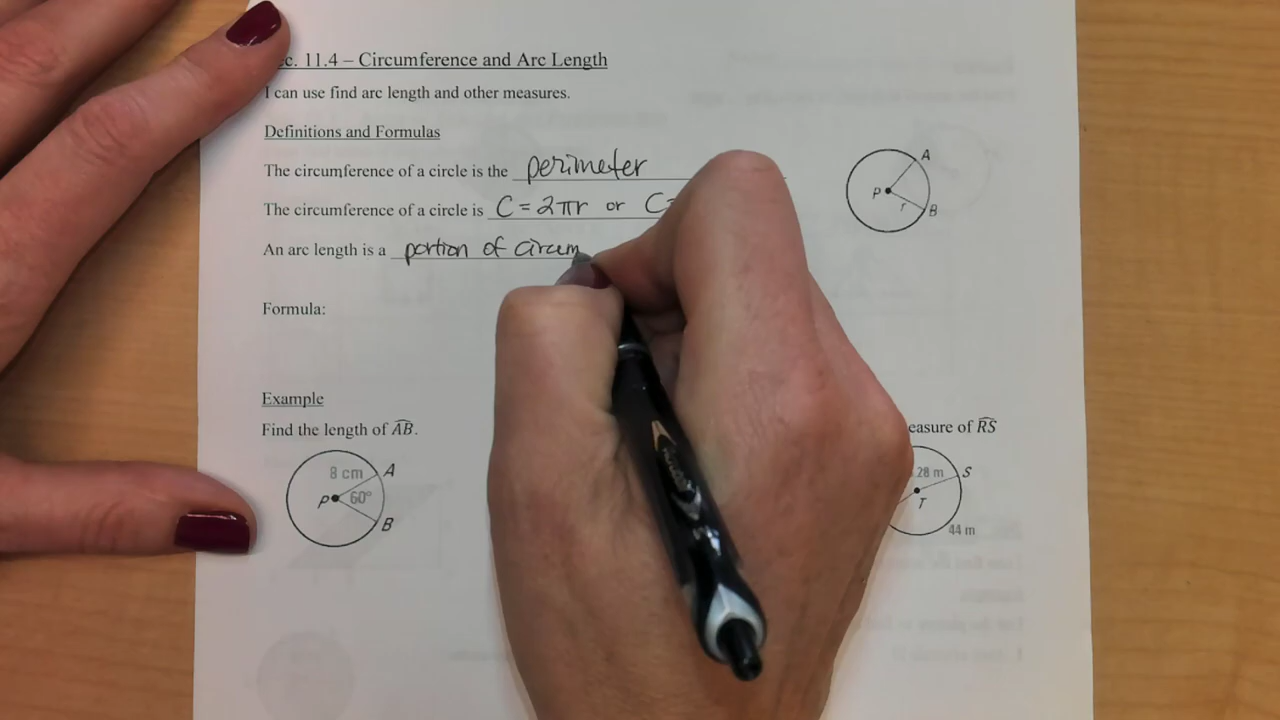 c. 11.4 – Circumference and Arc Length
I can use find arc length and other measures.
Definitions and Formulas
The circumference of a circle is the perimeter
The circumference of a circle is C = 2πr or C =
An arc length is a portion of circum
A
P
r
B
Formula:
Example
Find the length of AB.
easure of RS
8 cm
A
P
60°
B
28 m
S
T
44 m